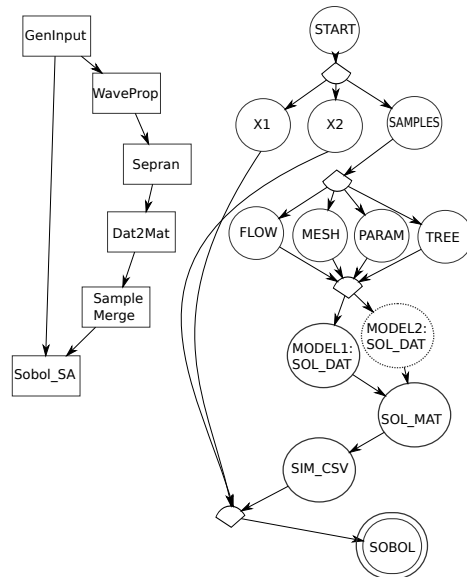 GenInput
WaveProp
Sepran
Dat2Mat
Sample
Merge
Sobol_SA
START
X1
X2
SAMPLES
FLOW
MESH
PARAM
TREE
MODEL1:
SOL_DAT
MODEL2:
SOL_DAT
SOL_MAT
SIM_CSV
SOBOL